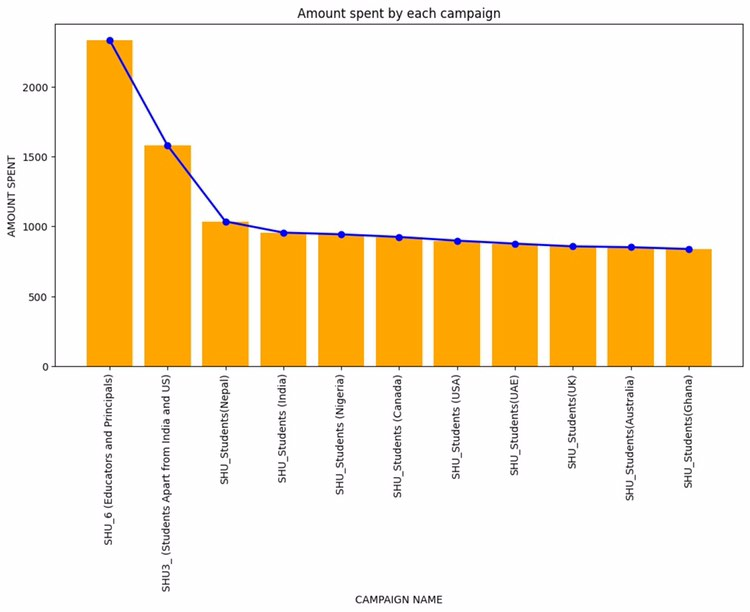 Amount spent by each campaign
AMOUNT SPENT
2000
1500
1000
500
0
SHU_6 (Educators and Principals)
SHU3_ (Students Apart from India and US)
SHU_Students(Nepal)
SHU_Students (India)
SHU_Students (Nigeria)
SHU_Students (Canada)
SHU_Students (USA)
SHU_Students(UAE)
SHU_Students(UK)
SHU_Students(Australia)
SHU_Students(Ghana)
CAMPAIGN NAME